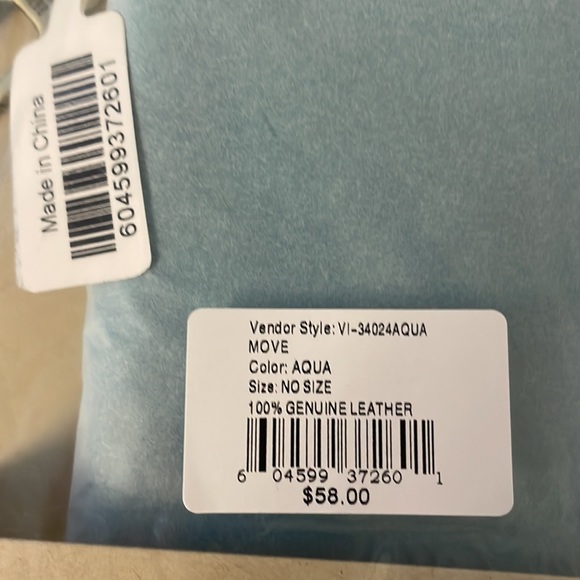 Made in China
604599372601
Vendor Style: VI-34024AQUA
MOVE
Color: AQUA
Size: NO SIZE
100% GENUINE LEATHER
6 04599 37260 1
$58.00